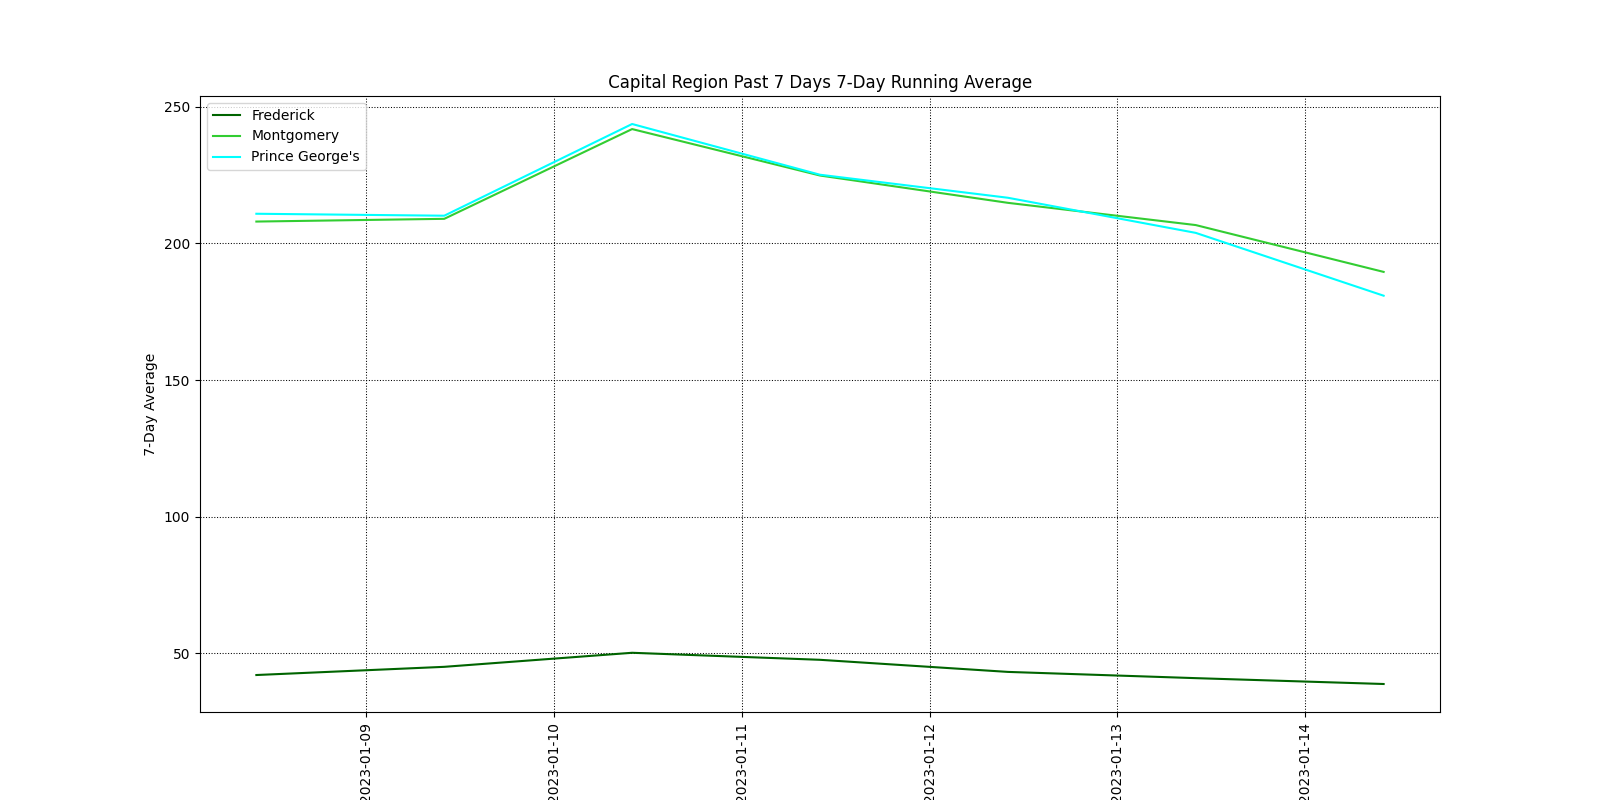 Capital Region Past 7 Days 7-Day Running Average
Frederick
Montgomery
Prince George's
250
200
150
100
50
7-Day Average
2023-01-09
2023-01-10
2023-01-11
2023-01-12
2023-01-13
2023-01-14